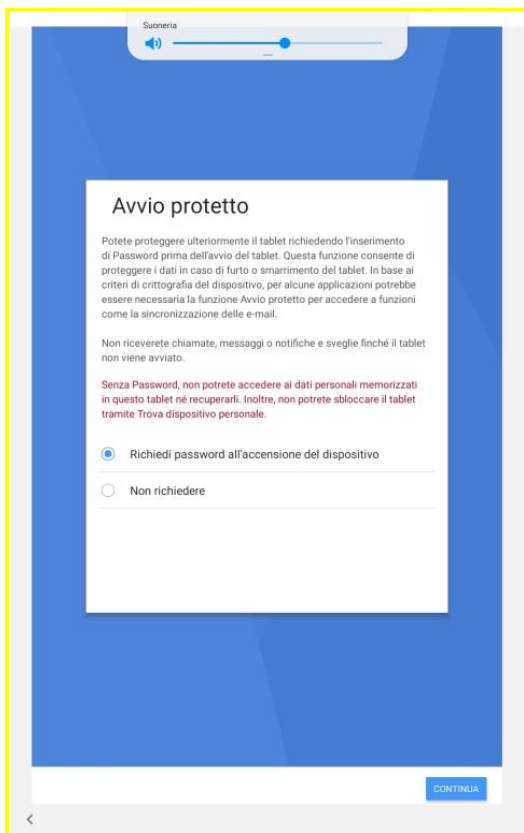 Suoneria
Avvio protetto
Potete proteggere ulteriormente il tablet richiedendo l'inserimento
di Password prima dell'avvio del tablet. Questa funzione consente di
proteggere i dati in caso di furto o smarrimento del tablet. In base ai
criteri di crittografia del dispositivo, per alcune applicazioni potrebbe
essere necessaria la funzione Avvio protetto per accedere a funzioni
come la sincronizzazione delle e-mail.
Non riceverete chiamate, messaggi o notifiche e sveglie finché il tablet
non viene avviato.
Senza Password, non potrete accedere ai dati personali memorizzati
in questo tablet né recuperarli. Inoltre, non potrete sbloccare il tablet
tramite Trova dispositivo personale.
Richiedi password all'accensione del dispositivo
Non richiedere
CONTINUA